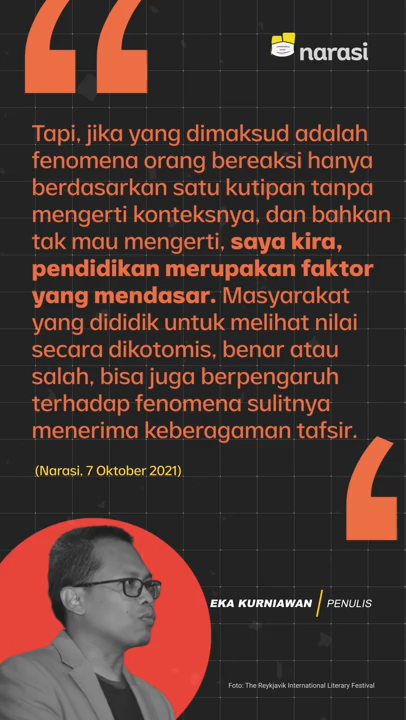 narasi
Tapi, jika yang dimaksud adalah
fenomena orang bereaksi hanya
berdasarkan satu kutipan tanpa
mengerti konteksnya, dan bahkan
tak mau mengerti, saya kira,
pendidikan merupakan faktor
yang mendasar. Masyarakat
yang dididik untuk melihat nilai
secara dikotomis, benar atau
salah, bisa juga berpengaruh
terhadap fenomena sulitnya
menerima keberagaman tafsir.
(Narasi, 7 Oktober 2021)
EKA KURNIAWAN / PENULIS
Foto: The Reykjavik International Literary Festival